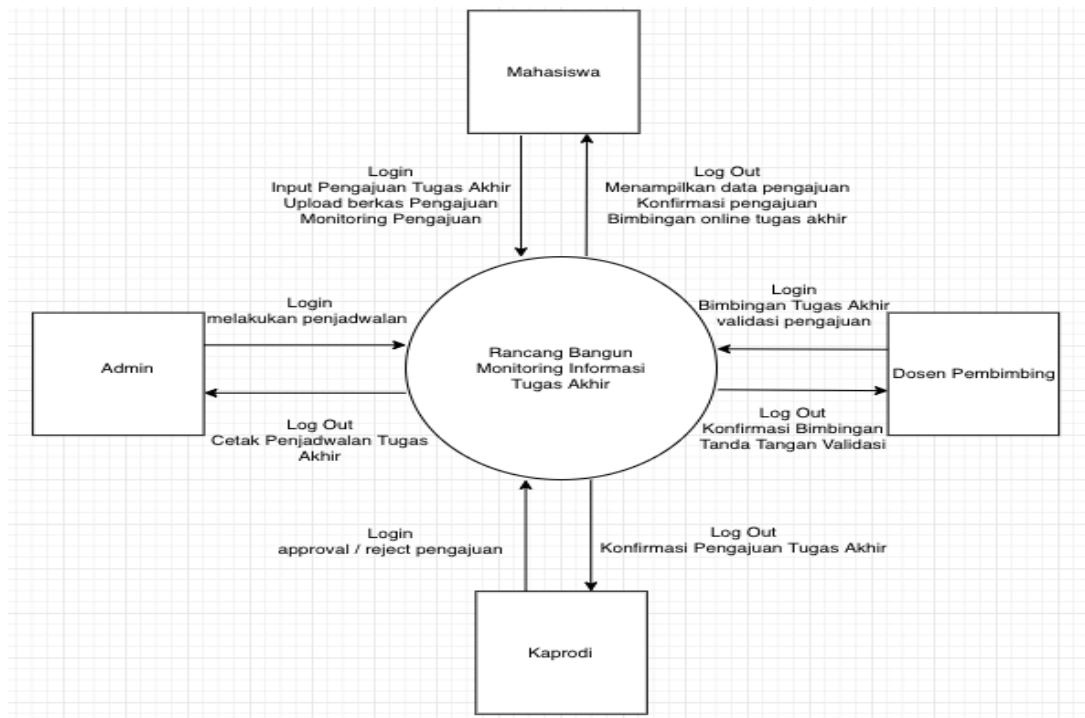 Mahasiswa
Login
Input Pengajuan Tugas Akhir
Upload berkas Pengajuan
Monitoring Pengajuan
Log Out
Menampilkan data pengajuan
Konfirmasi pengajuan
Bimbingan online tugas akhir
Login
melakukan penjadwalan
Login
Bimbingan Tugas Akhir
validasi pengajuan
Admin
Rancang Bangun
Monitoring Informasi
Tugas Akhir
Dosen Pembimbing
Log Out
Cetak Penjadwalan Tugas
Akhir
Log Out
Konfirmasi Bimbingan
Tanda Tangan Validasi
Login
approval / reject pengajuan
Log Out
Konfirmasi Pengajuan Tugas Akhir
Kaprodi